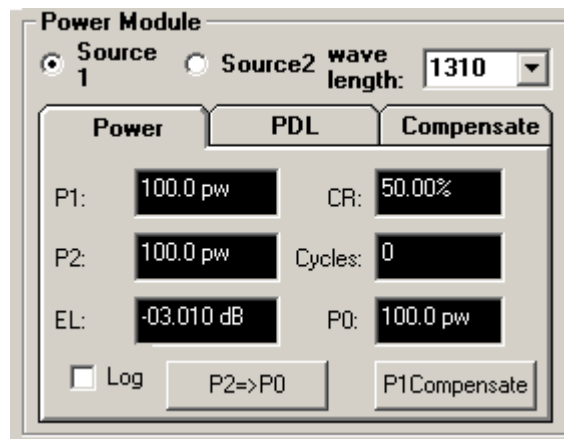 Power Module
Source 1 Source2 wave length: 1310
Power PDL Compensate
P1: 100.0 pw CR: 50.00%
P2: 100.0 pw Cycles: 0
EL: -03.010 dB P0: 100.0 pw
Log P2=>P0 P1Compensate